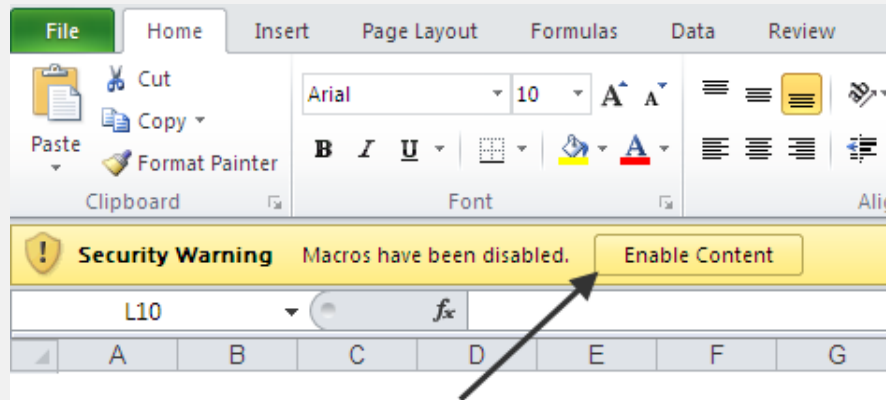 File Home Insert Page Layout Formulas Data Review
Cut
Arial 10 A A
Copy
Paste
Format Painter
B I U A
Clipboard Font Ali
Security Warning Macros have been disabled. Enable Content
L10 fx
A B C D E F G